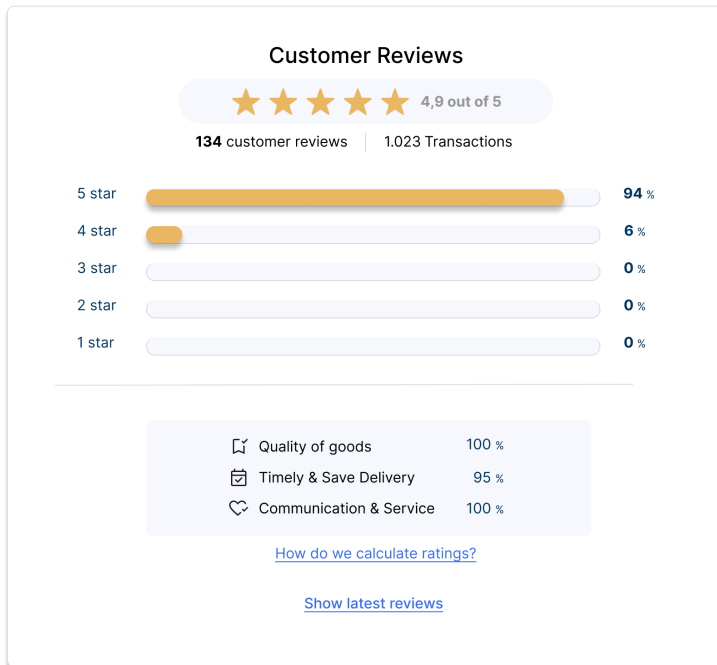 Customer Reviews
4,9 out of 5
134 customer reviews 1.023 Transactions
5 star 94 %
4 star 6 %
3 star 0 %
2 star 0 %
1 star 0 %
Quality of goods 100 %
Timely & Save Delivery 95 %
Communication & Service 100 %
How do we calculate ratings?
Show latest reviews